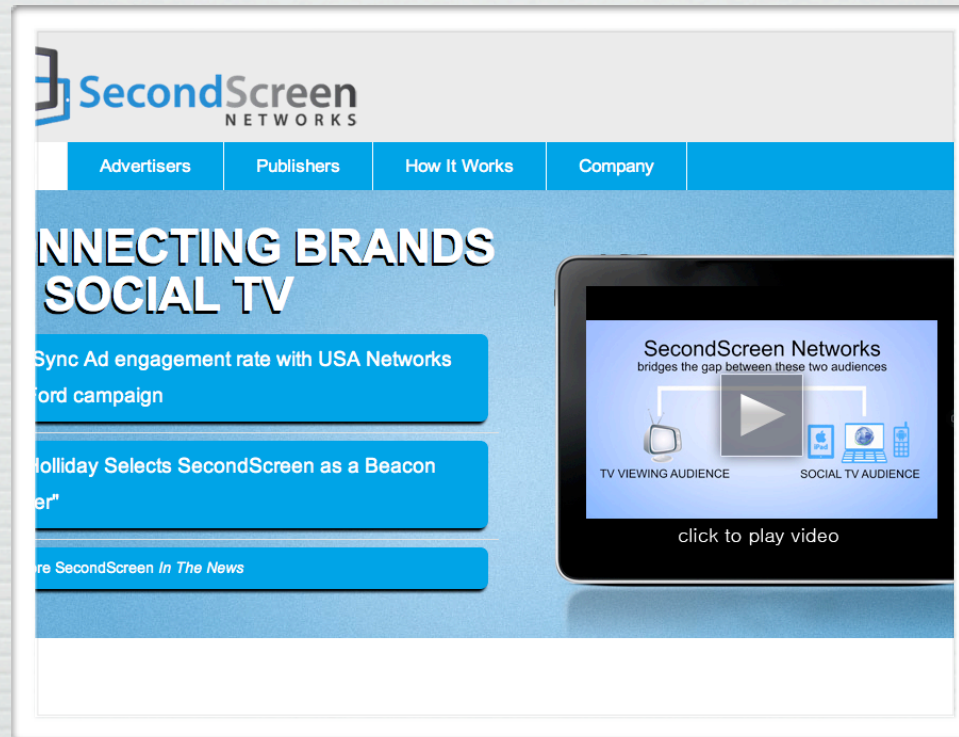 SecondScreen
NETWORKS
Advertisers Publishers How It Works Company
NNECTING BRANDS
SOCIAL TV
Sync Ad engagement rate with USA Networks
Ford campaign
Holliday Selects SecondScreen as a Beacon
er"
re SecondScreen In The News
SecondScreen Networks
bridges the gap between these two audiences
iPad
TV VIEWING AUDIENCE SOCIAL TV AUDIENCE
click to play video